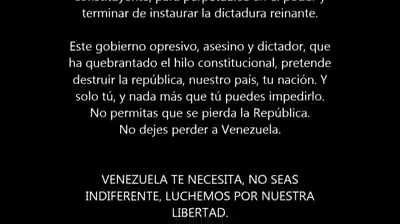 constituyente, para perpetuarse en el poder y
terminar de instaurar la dictadura reinante.
Este gobierno opresivo, asesino y dictador, que
ha quebrantado el hilo constitucional, pretende
destruir la república, nuestro país, tu nación. Y
solo tú, y nada más que tú puedes impedirlo.
No permitas que se pierda la República.
No dejes perder a Venezuela.
VENEZUELA TE NECESITA, NO SEAS
INDIFERENTE, LUCHEMOS POR NUESTRA
LIBERTAD.